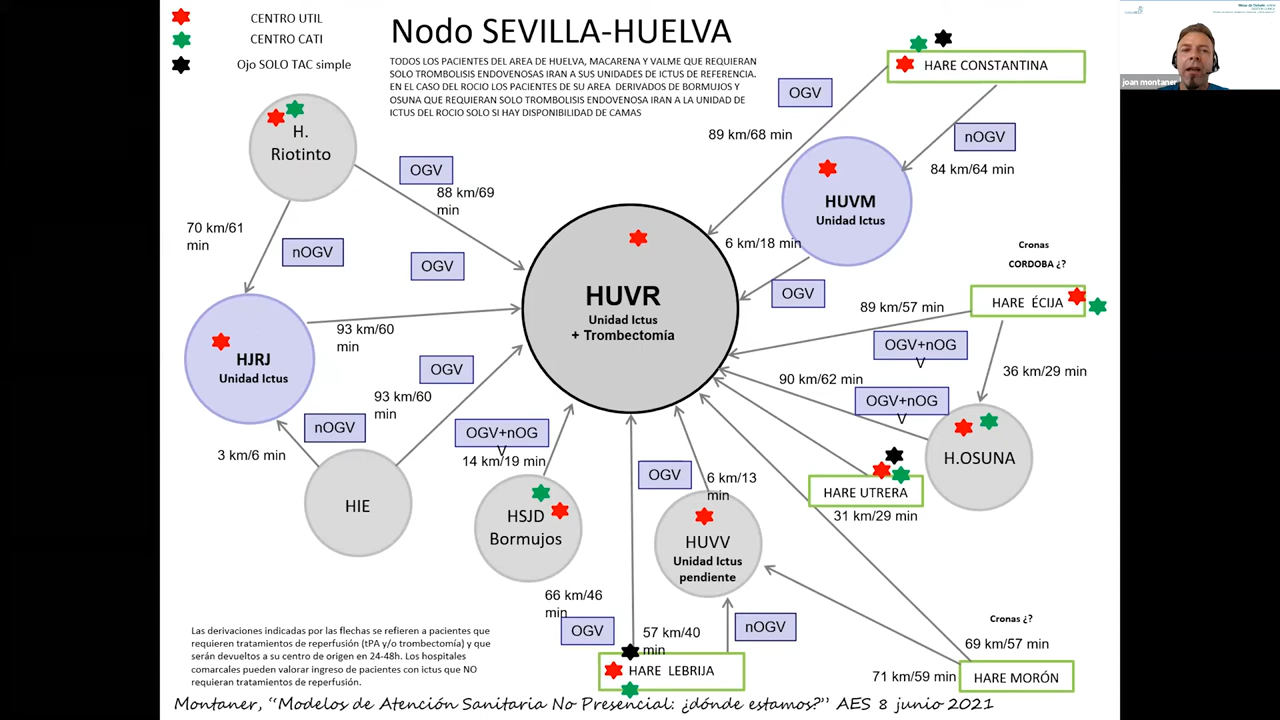 CENTRO UTIL
CENTRO CATI
Ojo SOLO TAC simple
Nodo SEVILLA-HUELVA
TODOS LOS PACIENTES DEL AREA DE HUELVA, MACARENA Y VALME QUE REQUIERAN
SOLO TROMBOLISIS ENDOVENOSAS IRAN A SUS UNIDADES DE ICTUS DE REFERENCIA.
EN EL CASO DEL ROCIO LOS PACIENTES DE SU AREA DERIVADOS DE BORMUJOS Y
OSUNA QUE REQUIERAN SOLO TROMBOLISIS ENDOVENOSA IRAN A LA UNIDAD DE
ICTUS DEL ROCIO SOLO SI HAY DISPONIBILIDAD DE CAMAS
HARE CONSTANTINA
OGV
89 km/68 min
nOGV
84 km/64 min
H.
Riotinto
OGV
88 km/69
min
70 km/61
min
nOGV
OGV
HUVM
Unidad Ictus
6 km/18 min
OGV
Cronas
CORDOBA ¿?
HARE ÉCIJA
89 km/57 min
OGV+nOG
V
36 km/29 min
HUVR
Unidad Ictus
+ Trombectomía
93 km/60
min
HJRJ
Unidad Ictus
OGV
93 km/60
min
nOGV
3 km/6 min
HIE
90 km/62 min
OGV+nOG
V
H.OSUNA
OGV+nOG
V
14 km/19 min
HSJD
Bormujos
OGV
6 km/13
min
HUVV
Unidad Ictus
pendiente
HARE UTRERA
31 km/29 min
66 km/46
min
OGV
57 km/40
min
nOGV
HARE LEBRIJA
Cronas ¿?
69 km/57 min
71 km/59 min
HARE MORÓN
Las derivaciones indicadas por las flechas se refieren a pacientes que
requieren tratamientos de reperfusión (tPA y/o trombectomía) y que
serán devueltos a su centro de origen en 24-48h. Los hospitales
comarcales pueden valorar ingreso de pacientes con ictus que NO
requieran tratamientos de reperfusión.
Montaner, "Modelos de Atención Sanitaria No Presencial: ¿dónde estamos?" AES 8 junio 2021
joan montaner